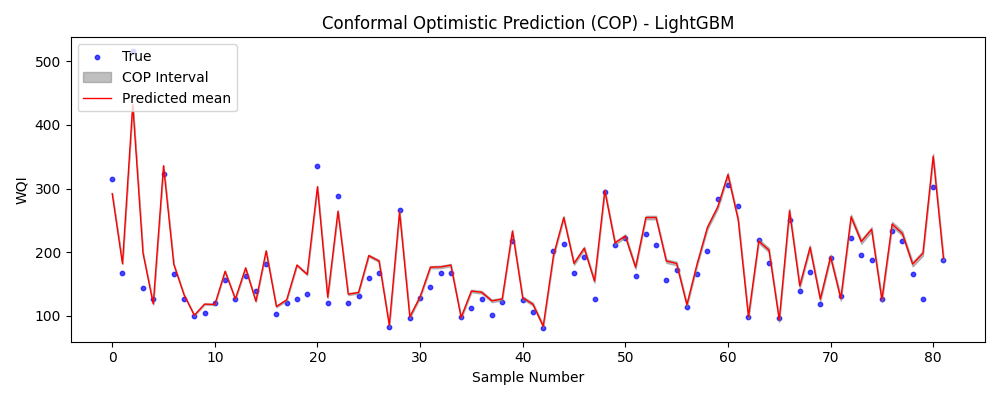 Conformal Optimistic Prediction (COP) - LightGBM
500
400
300
200
100
WQI
True
COP Interval
Predicted mean
0
10
20
30
40
50
60
70
80
Sample Number